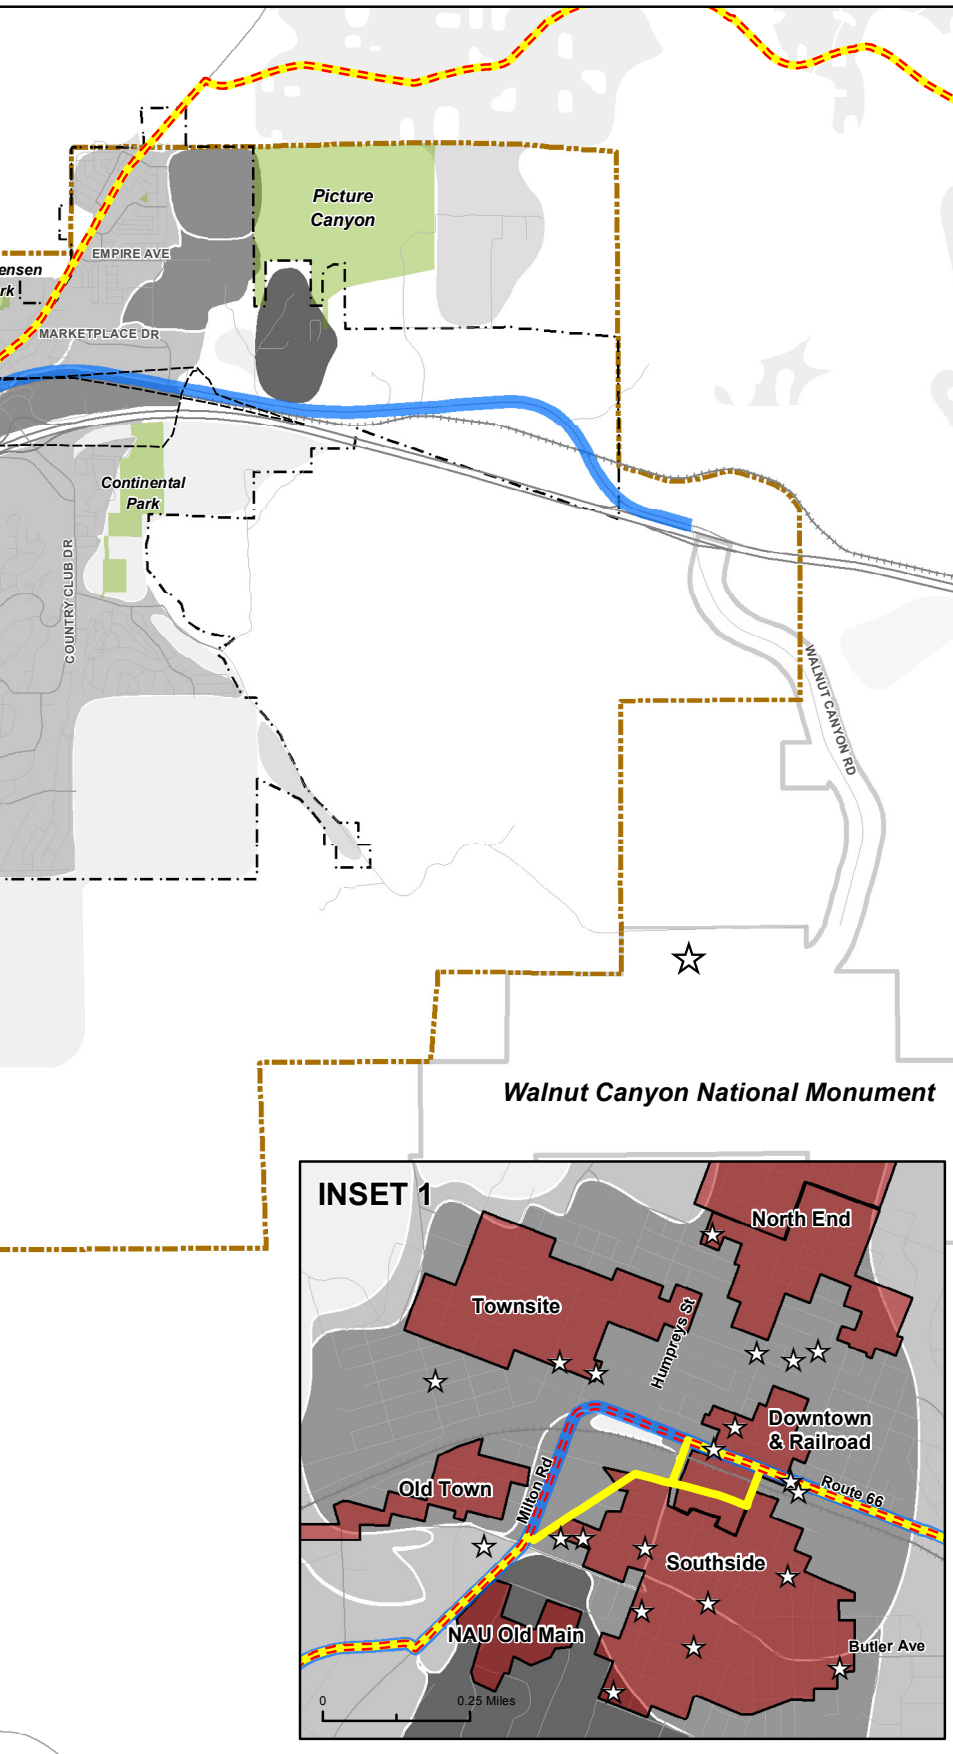 Picture
Canyon
EMPIRE AVE
ensen
rk
MARKETPLACE DR
Continental
Park
COUNTRY CLUB DR
WALNUT CANYON RD
Walnut Canyon National Monument
INSET 1
North End
Townsite
Humpreys St
Downtown
& Railroad
Old Town
Milton Rd
Route 66
Southside
NAU Old Main
Butler Ave
0
0.25 Miles